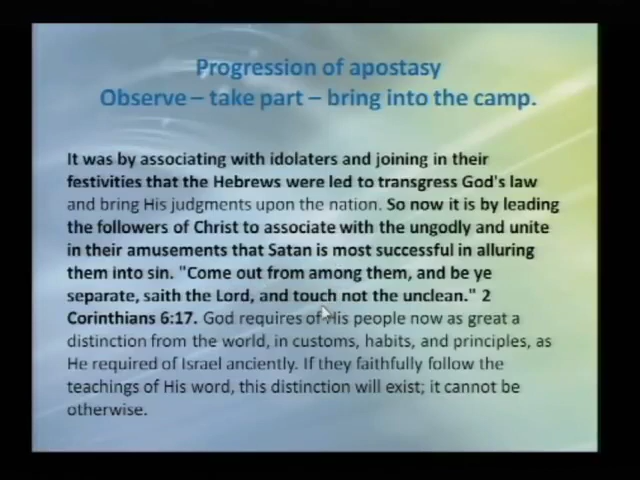 Progression of apostasy
Observe – take part – bring into the camp.
It was by associating with idolaters and joining in their
festivities that the Hebrews were led to transgress God's law
and bring His judgments upon the nation. So now it is by leading
the followers of Christ to associate with the ungodly and unite
in their amusements that Satan is most successful in alluring
them into sin. "Come out from among them, and be ye
separate, saith the Lord, and touch not the unclean." 2
Corinthians 6:17. God requires of His people now as great a
distinction from the world, in customs, habits, and principles, as
He required of Israel anciently. If they faithfully follow the
teachings of His word, this distinction will exist; it cannot be
otherwise.